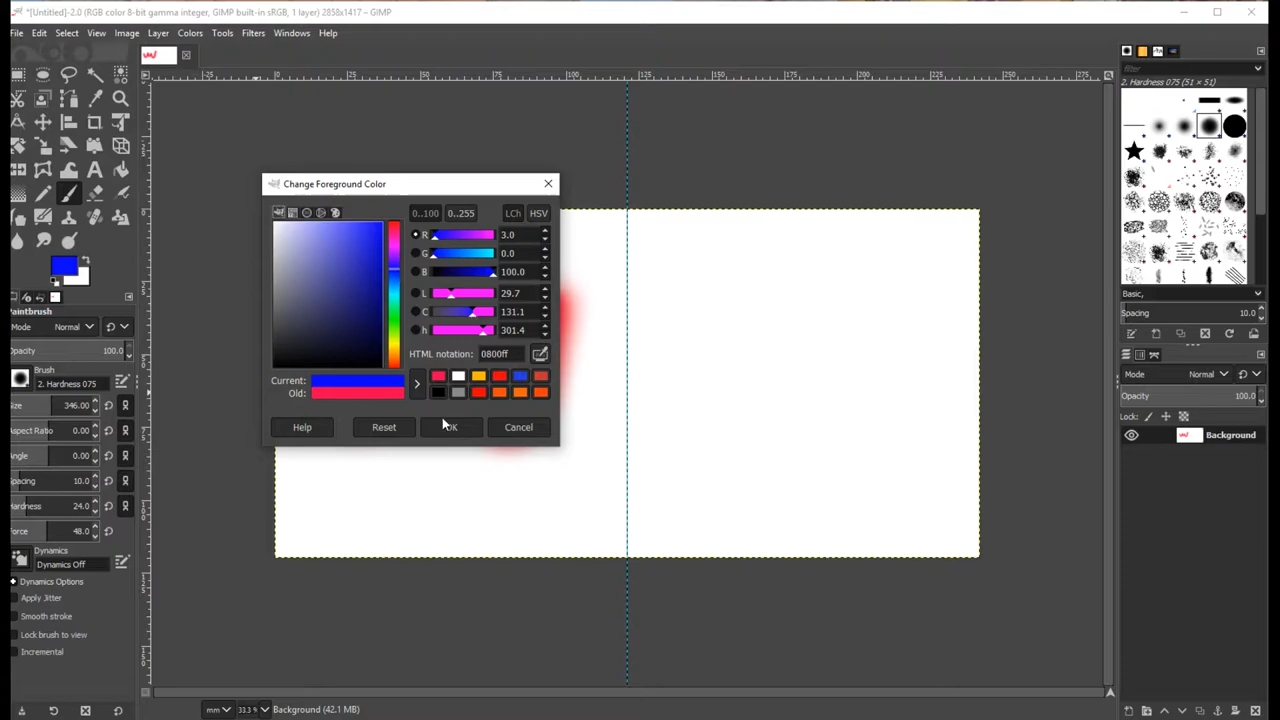 *[Untitled]-2.0 (RGB color 8-bit gamma integer, GIMP built-in sRGB, 1 layer) 2858x1417 – GIMP
File Edit Select View Image Layer Colors Tools Filters Windows Help
filter
2. Hardness 075 (51 × 51)
Change Foreground Color
0..100 0..255 LCh HSV
R 3.0
G 0.0
B 100.0
L 29.7
C 131.1
h 301.4
HTML notation: 0800ff
Current:
Old:
Help Reset OK Cancel
Mode Normal
Opacity 100.0
Brush
2. Hardness 075
Size 346.00
Aspect Ratio 0.00
Angle 0.00
Spacing 10.0
Hardness 24.0
Force 48.0
Dynamics
Dynamics Off
Dynamics Options
Apply Jitter
Smooth stroke
Lock brush to view
Incremental
Basic,
Spacing 10.0
Mode Normal
Opacity 100.0
Lock:
Background
mm 33.3 % Background (42.1 MB)